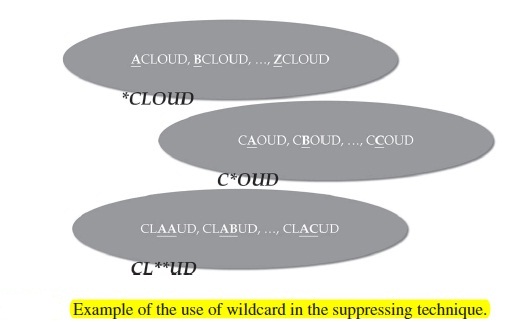 ACLOUD, BCLOUD, ..., ZCLOUD
*CLOUD
CAOUD, CBOUD, ..., CCOUD
C*OUD
CLAAUD, CLABUD, ..., CLACUD
CL**UD
Example of the use of wildcard in the suppressing technique.